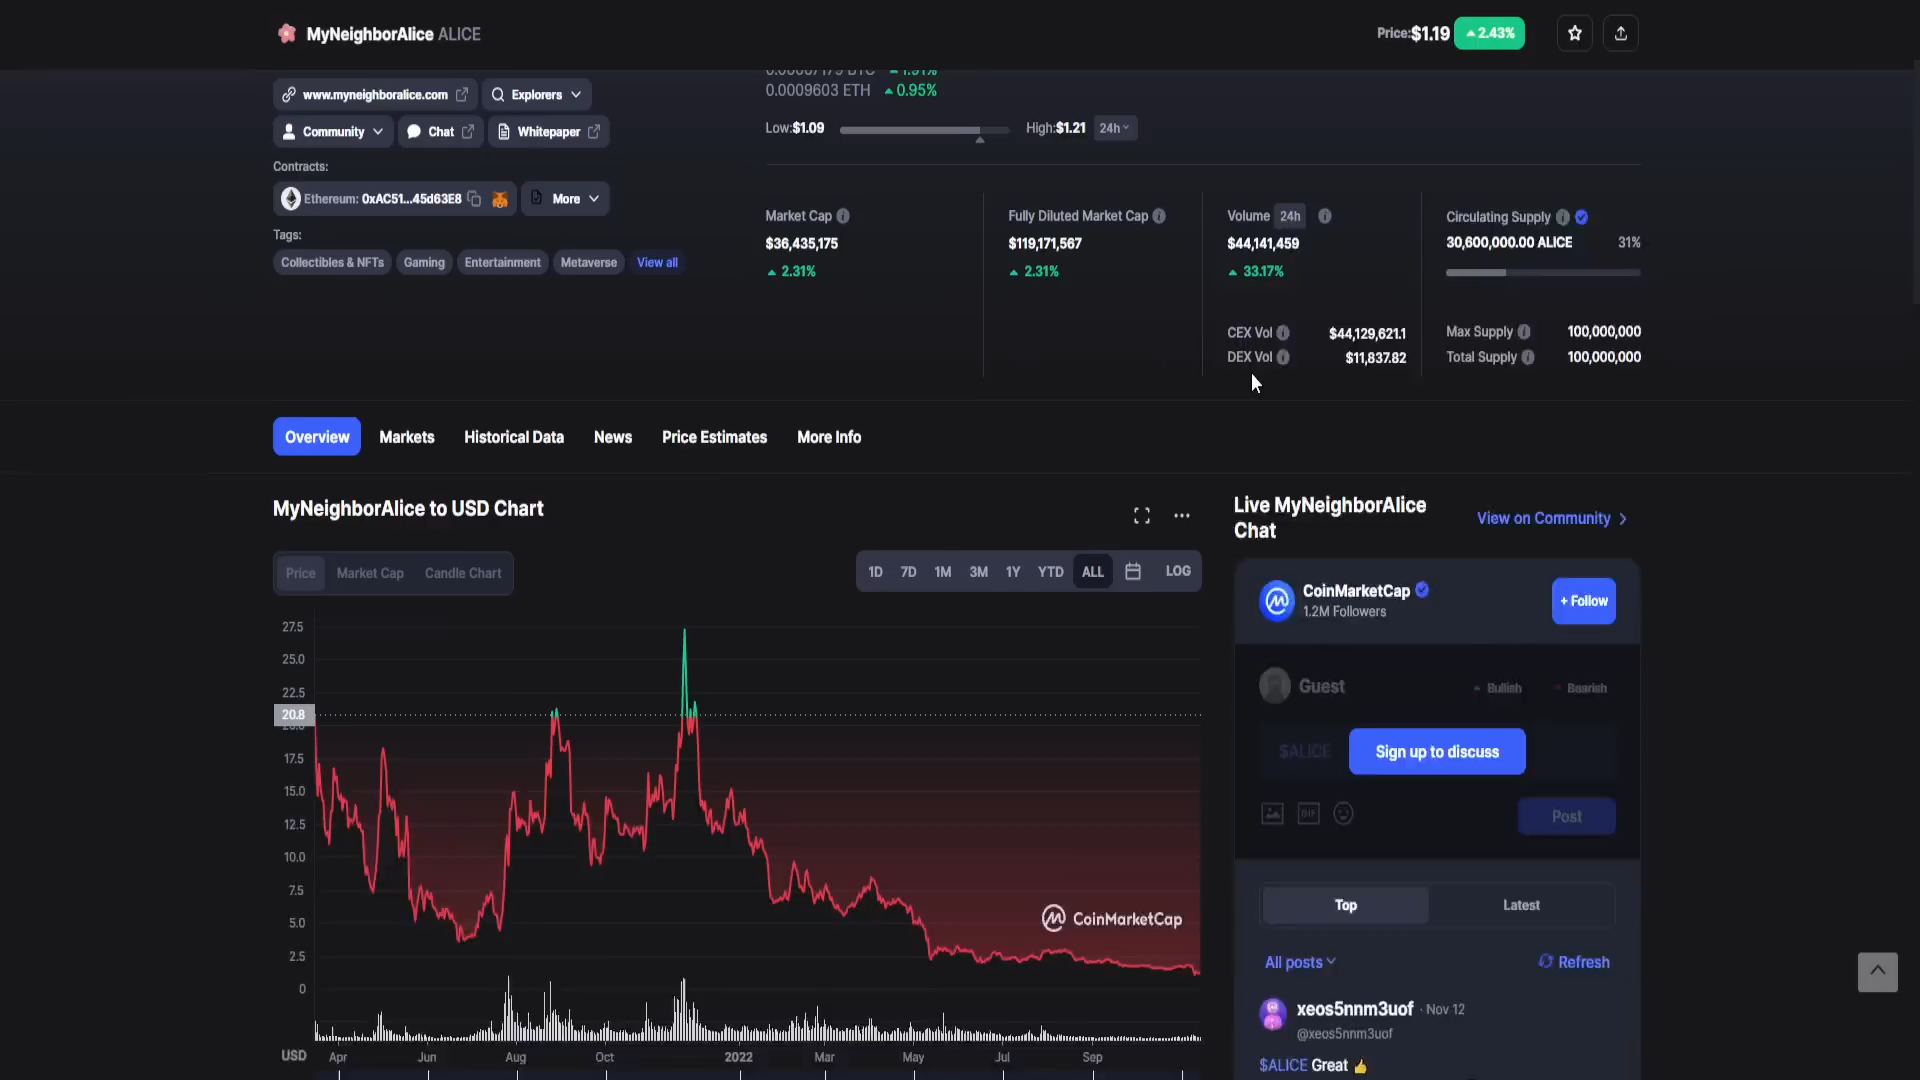 MyNeighborAlice ALICE
Price:$1.19 2.43%
www.myneighboralice.com
Explorers
Community
Chat
Whitepaper
Contracts:
Ethereum: 0xAC51...45d63E8
More
Tags:
Collectibles & NFTs
Gaming
Entertainment
Metaverse
View all
0.0009603 ETH 0.95%
Low:$1.09
High:$1.21
24h
Market Cap
$36,435,175
2.31%
Fully Diluted Market Cap
$119,171,567
2.31%
Volume 24h
$44,141,459
33.17%
CEX Vol $44,129,621.1
DEX Vol $11,837.82
Circulating Supply
30,600,000.00 ALICE 31%
Max Supply 100,000,000
Total Supply 100,000,000
Overview
Markets
Historical Data
News
Price Estimates
More Info
MyNeighborAlice to USD Chart
Price
Market Cap
Candle Chart
1D 7D 1M 3M 1Y YTD ALL LOG
27.5
25.0
22.5
20.8
17.5
15.0
12.5
10.0
7.5
5.0
2.5
0
CoinMarketCap
USD Apr Jun Aug Oct 2022 Mar May Jul Sep
Live MyNeighborAlice
Chat
View on Community
CoinMarketCap
1.2M Followers
+ Follow
Guest
Bullish
Bearish
$ALICE
Sign up to discuss
GIF
Post
Top
Latest
All posts
Refresh
xeos5nnm3uof · Nov 12
@xeos5nnm3uof
$ALICE Great 👍